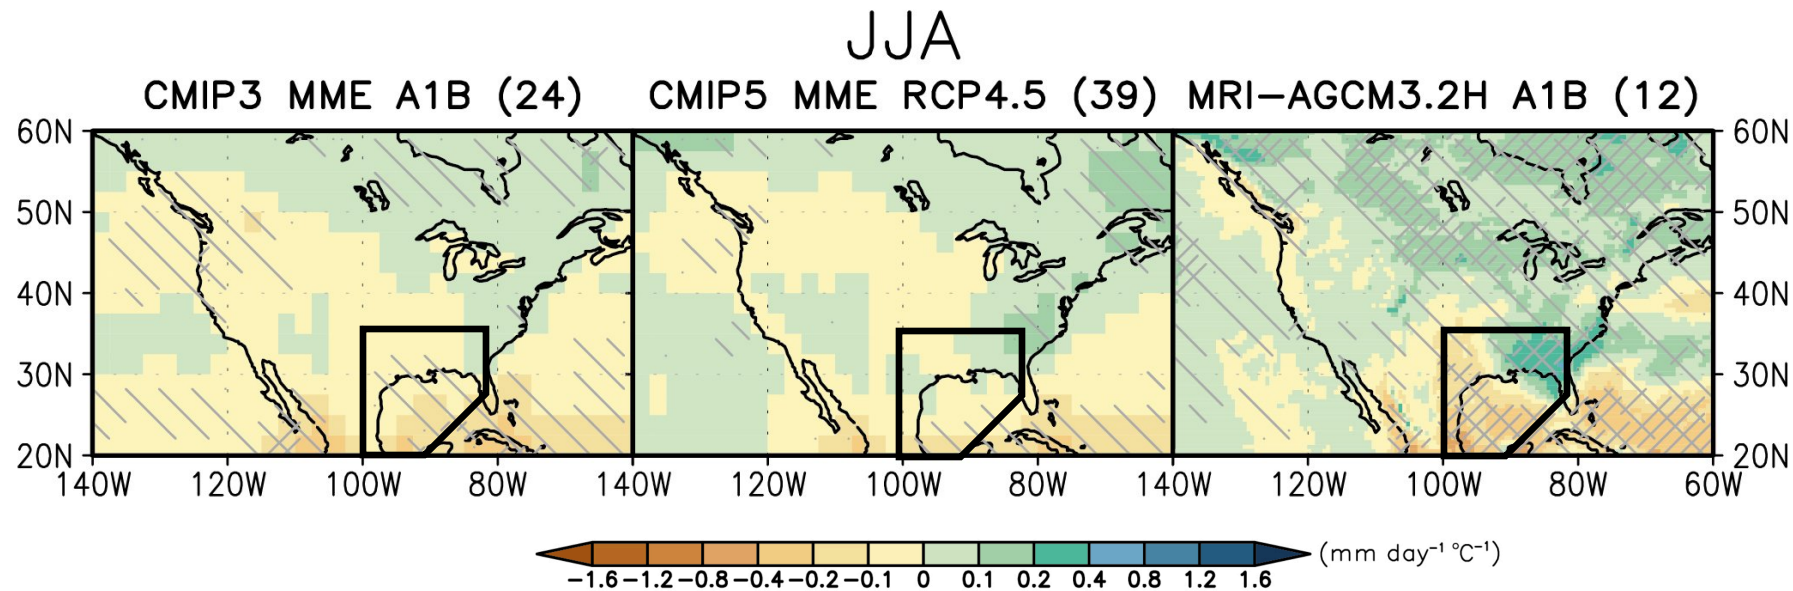 JJA
CMIP3 MME A1B (24) CMIP5 MME RCP4.5 (39) MRI-AGCM3.2H A1B (12)
60N 60N
50N 50N
40N 40N
30N 30N
20N 20N
140W 120W 100W 80W 140W 120W 100W 80W 140W 120W 100W 80W 60W
(mm day⁻¹ °C⁻¹)
-1.6 -1.2 -0.8 -0.4 -0.2 -0.1 0 0.1 0.2 0.4 0.8 1.2 1.6